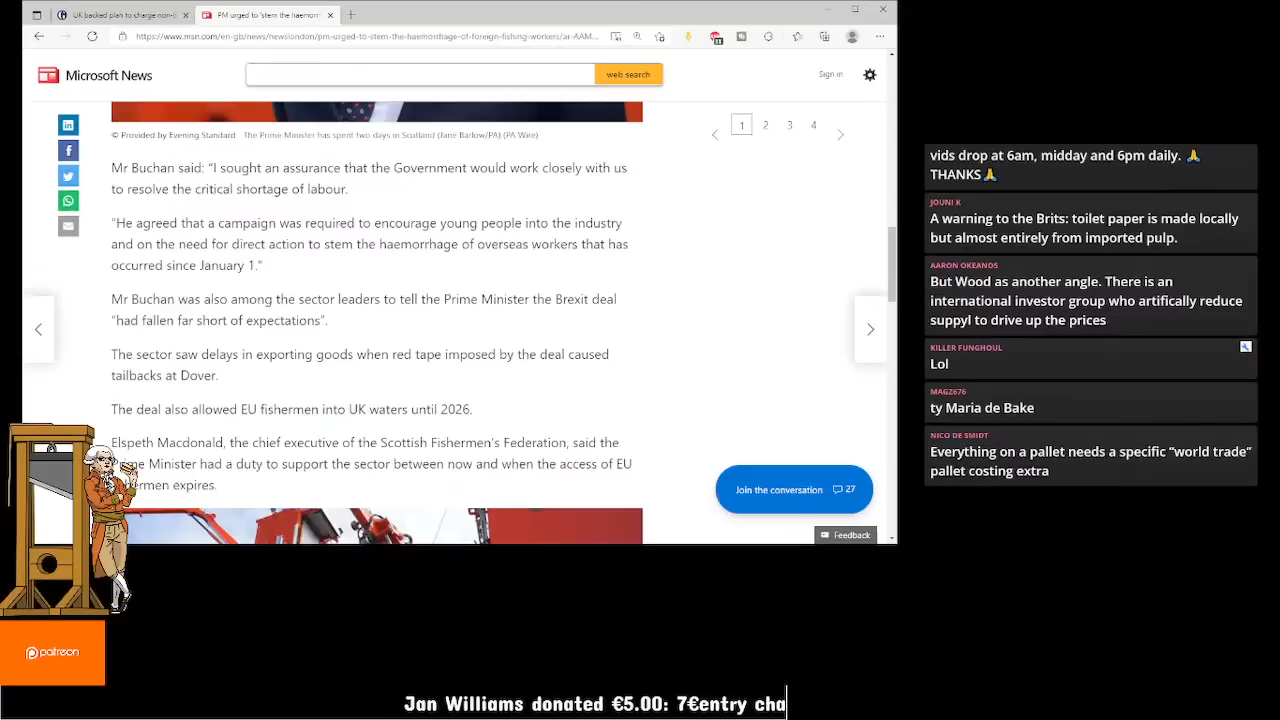 UK backed plan to charge non-E
PM urged to 'stem the haemorr
https://www.msn.com/en-gb/news/newslondon/pm-urged-to-stem-the-haemorrhage-of-foreign-fishing-workers/ar-AAM...
Microsoft News
web search
Sign in
© Provided by Evening Standard The Prime Minister has spent two days in Scotland (Jane Barlow/PA) (PA Wire)
1 2 3 4
Mr Buchan said: “I sought an assurance that the Government would work closely with us
to resolve the critical shortage of labour.
“He agreed that a campaign was required to encourage young people into the industry
and on the need for direct action to stem the haemorrhage of overseas workers that has
occurred since January 1.”
Mr Buchan was also among the sector leaders to tell the Prime Minister the Brexit deal
“had fallen far short of expectations”.
The sector saw delays in exporting goods when red tape imposed by the deal caused
tailbacks at Dover.
The deal also allowed EU fishermen into UK waters until 2026.
Elspeth Macdonald, the chief executive of the Scottish Fishermen’s Federation, said the
Minister had a duty to support the sector between now and when the access of EU
ermen expires.
Join the conversation 27
Feedback
vids drop at 6am, midday and 6pm daily. 🙏
THANKS🙏
JOUNI K
A warning to the Brits: toilet paper is made locally
but almost entirely from imported pulp.
AARON OKEANOS
But Wood as another angle. There is an
international investor group who artifically reduce
suppyl to drive up the prices
KILLER FUNGHOUL
Lol
MAGZ676
ty Maria de Bake
NICO DE SMIDT
Everything on a pallet needs a specific “world trade”
pallet costing extra
patreon
Jan Williams donated €5.00: 7€entry cha